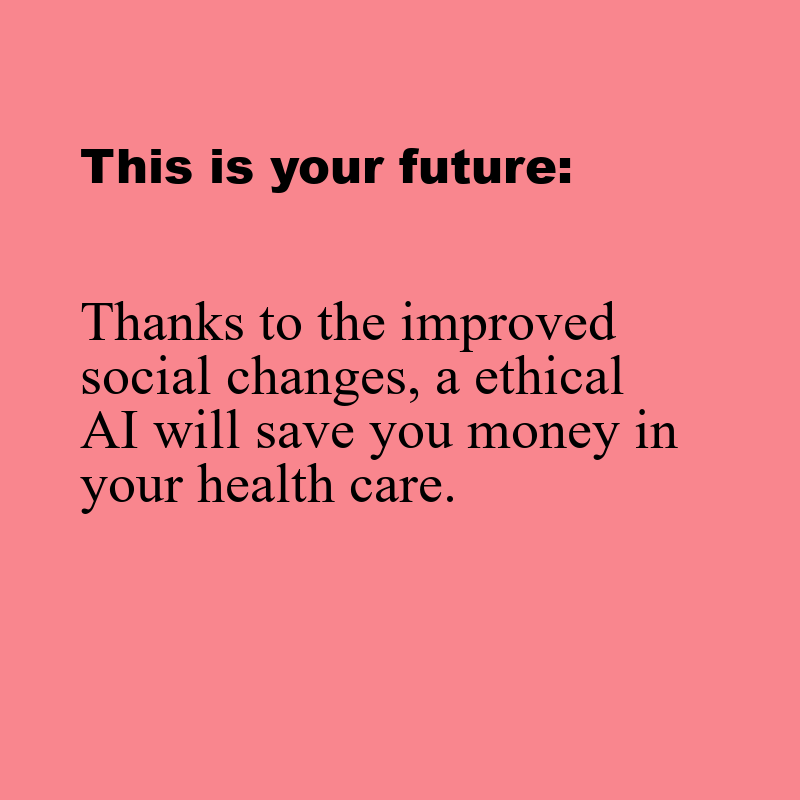 This is your future:
Thanks to the improved
social changes, a ethical
AI will save you money in
your health care.